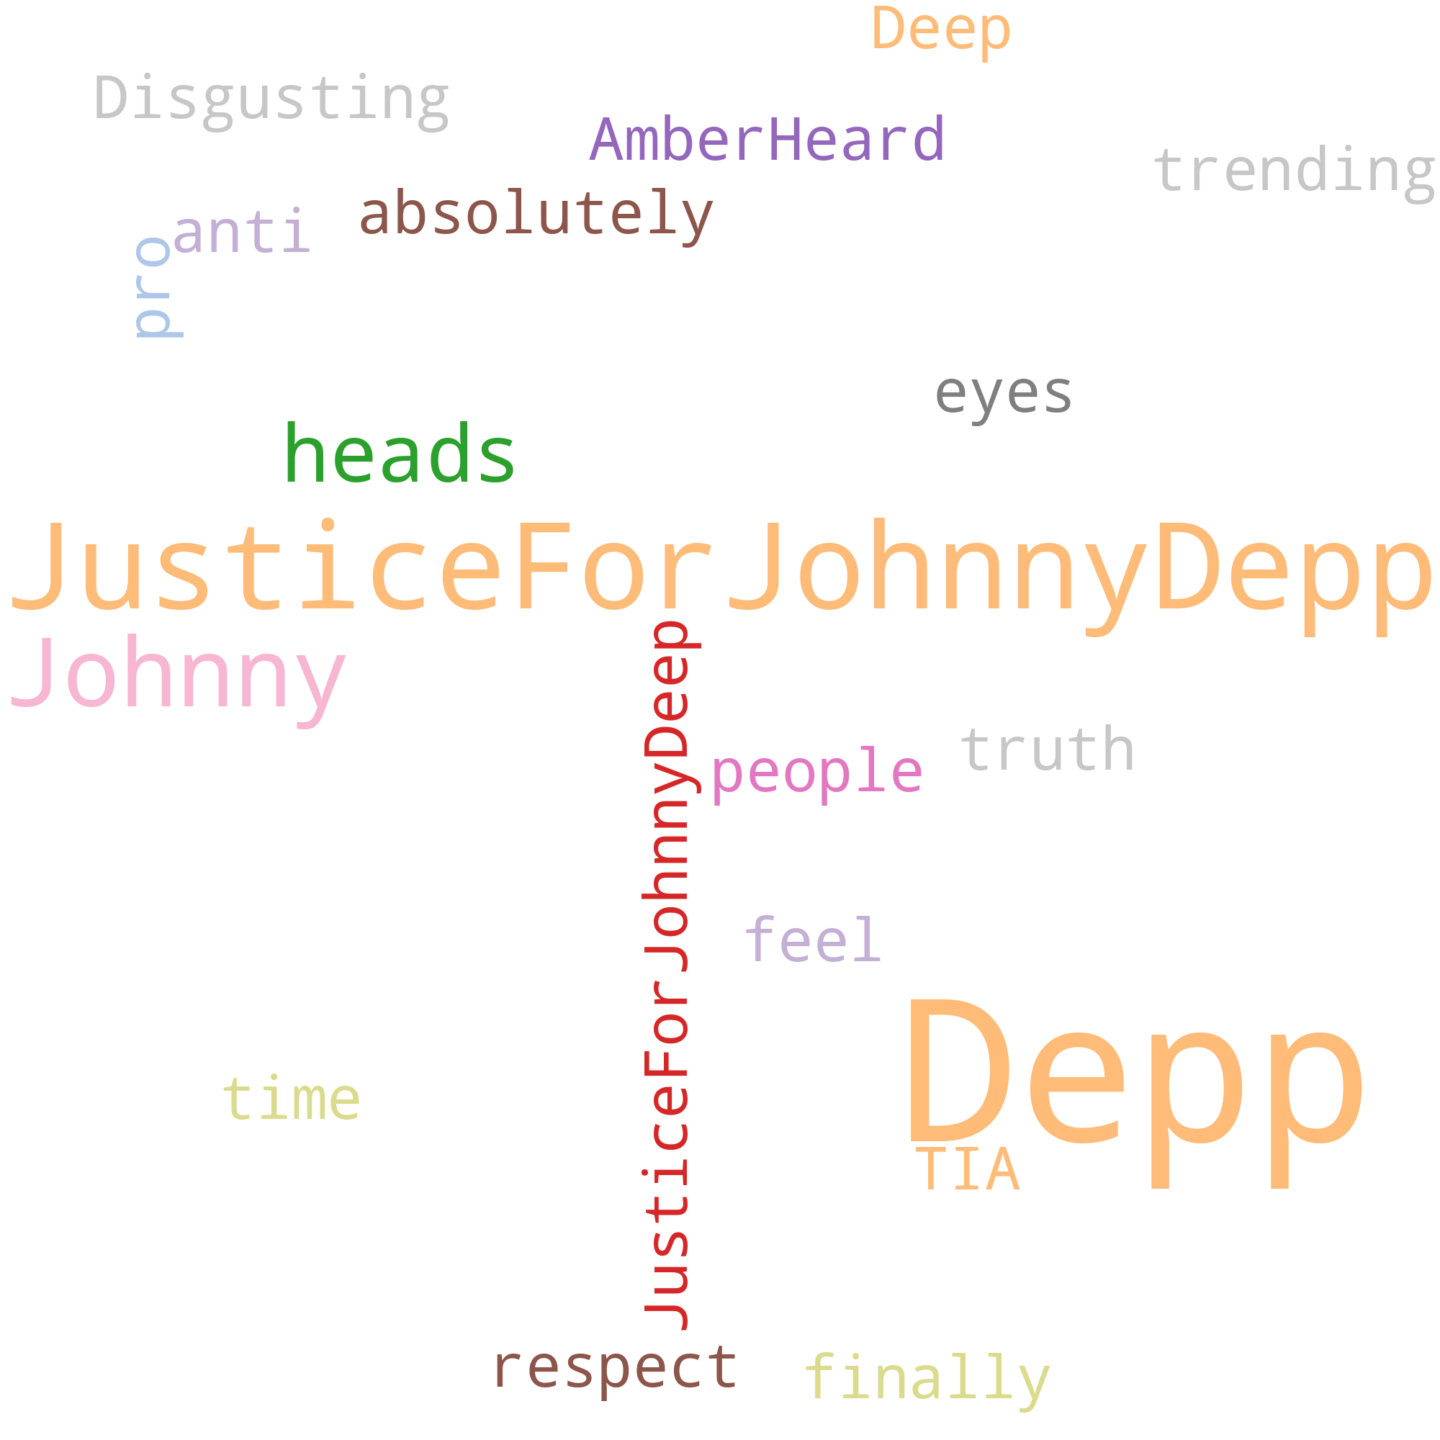 Deep
Disgusting
AmberHeard
trending
absolutely
anti
pro
eyes
heads
JusticeForJohnnyDepp
Johnny
JusticeForJohnnyDeep
people
truth
feel
Depp
time
TIA
respect
finally